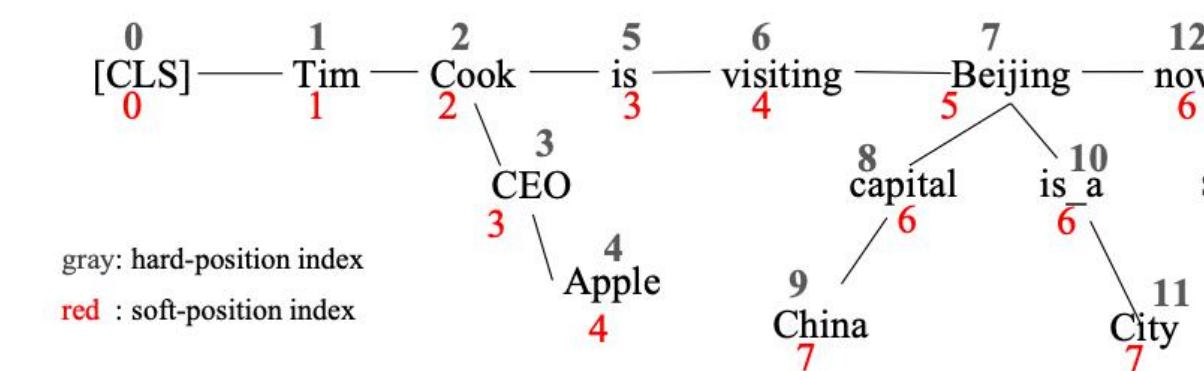 0 1 2 5 6 7 12
[CLS] Tim Cook is visiting Beijing
0 1 2 3 4 5 6
3 8 10
CEO capital is_a
3 6 6
gray: hard-position index 4 9 11
Apple
red : soft-position index China City
4 7 7